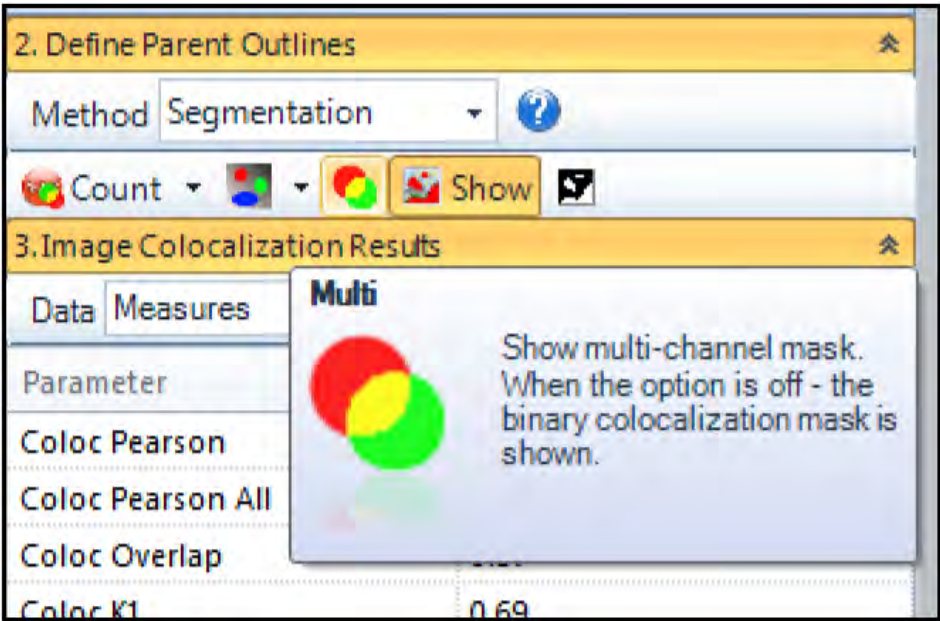 2. Define Parent Outlines
Method Segmentation
Count Show
3. Image Colocalization Results
Data Measures
Multi
Show multi-channel mask.
When the option is off - the
binary colocalization mask is
shown.
Parameter
Coloc Pearson
Coloc Pearson All
Coloc Overlap
Coloc K1 0.69